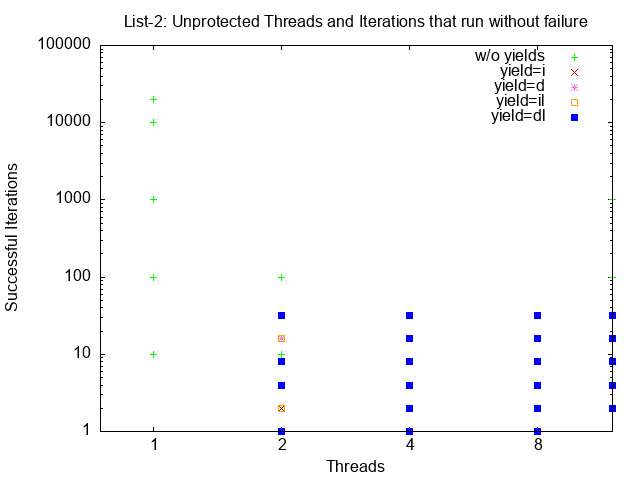 List-2: Unprotected Threads and Iterations that run without failure
100000
10000
1000
100
10
1
Successful Iterations
w/o yields
yield=i
yield=d
yield=il
yield=dl
1 2 4 8
Threads